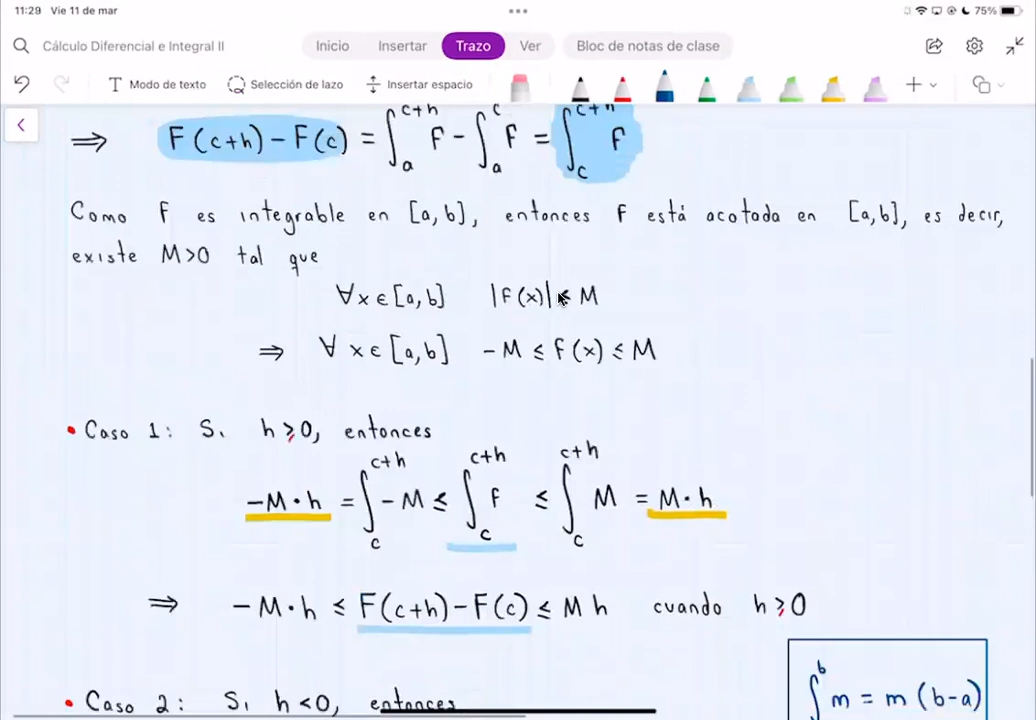 11:29 Vie 11 de mar 75%
Cálculo Diferencial e Integral II Inicio Insertar Trazo Ver Bloc de notas de clase
Modo de texto Selección de lazo Insertar espacio
⇒ F(c+h) - F(c) = ∫_a^{c+h} f - ∫_a^c f = ∫_c^{c+h} f
Como f es integrable en [a,b], entonces f está acotada en [a,b], es decir,
existe M>0 tal que
∀x∈[a,b] |f(x)| ≤ M
⇒ ∀x∈[a,b] -M ≤ f(x) ≤ M
• Caso 1: Si h≥0, entonces
-M·h = ∫_c^{c+h} -M ≤ ∫_c^{c+h} f ≤ ∫_c^{c+h} M = M·h
⇒ -M·h ≤ F(c+h) - F(c) ≤ M h cuando h≥0
• Caso 2: Si h<0, entonces
∫^b m = m (b-a)